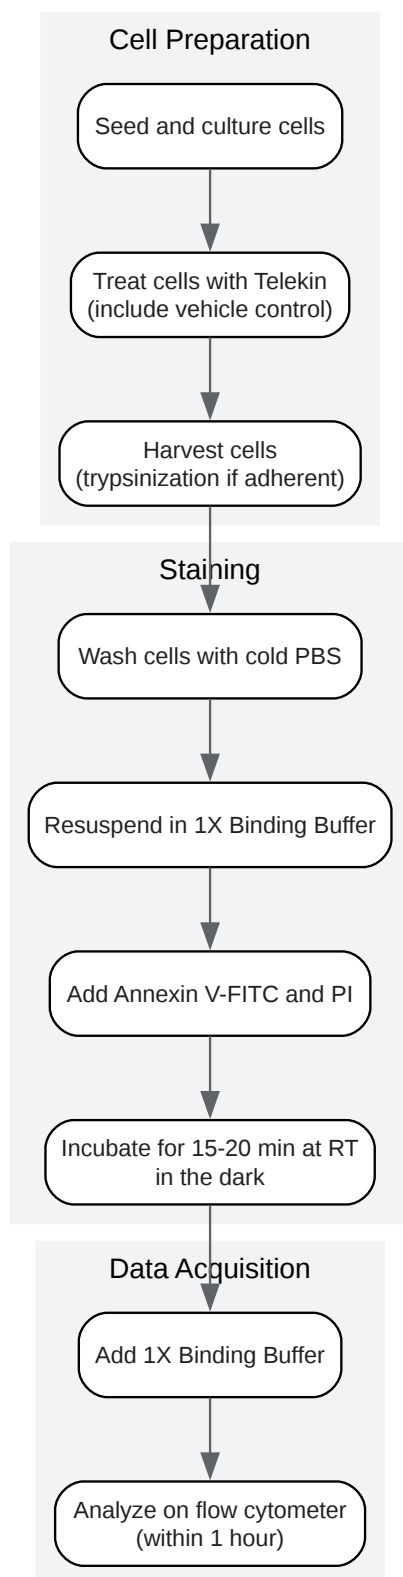 Cell Preparation
Seed and culture cells
Treat cells with Telekin
(include vehicle control)
Harvest cells
(trypsinization if adherent)
Staining
Wash cells with cold PBS
Resuspend in 1X Binding Buffer
Add Annexin V-FITC and PI
Incubate for 15-20 min at RT
in the dark
Data Acquisition
Add 1X Binding Buffer
Analyze on flow cytometer
(within 1 hour)